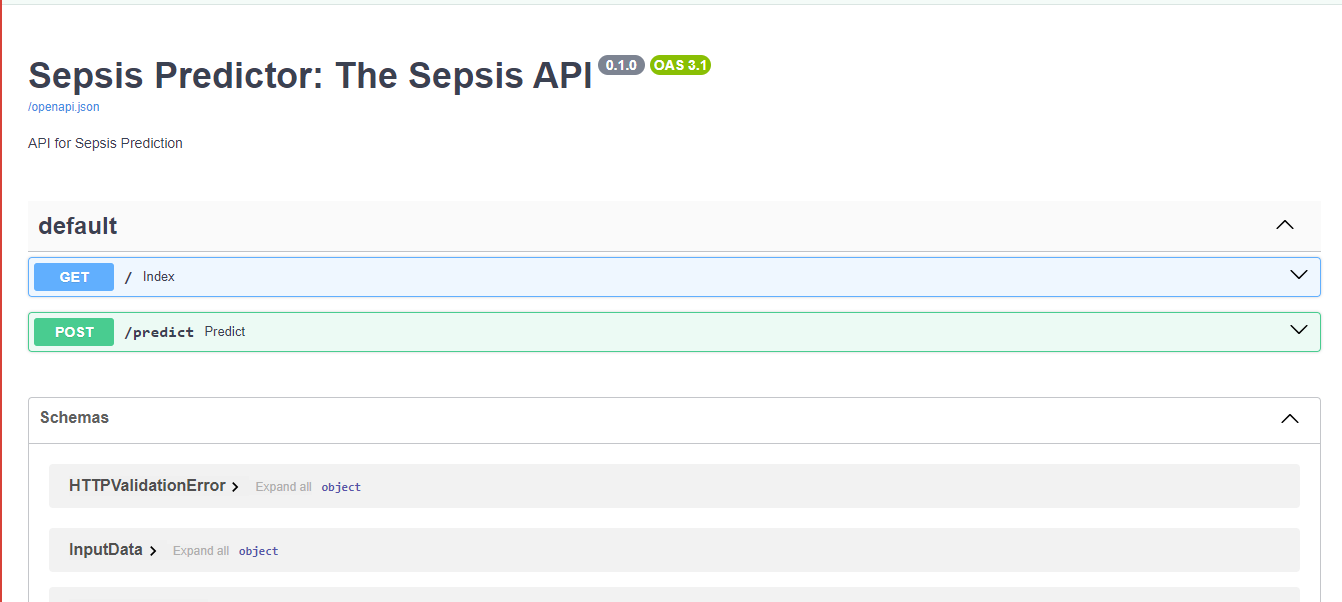 Sepsis Predictor: The Sepsis API 0.1.0 OAS 3.1
/openapi.json
API for Sepsis Prediction
default
GET / Index
POST /predict Predict
Schemas
HTTPValidationError Expand all object
InputData Expand all object